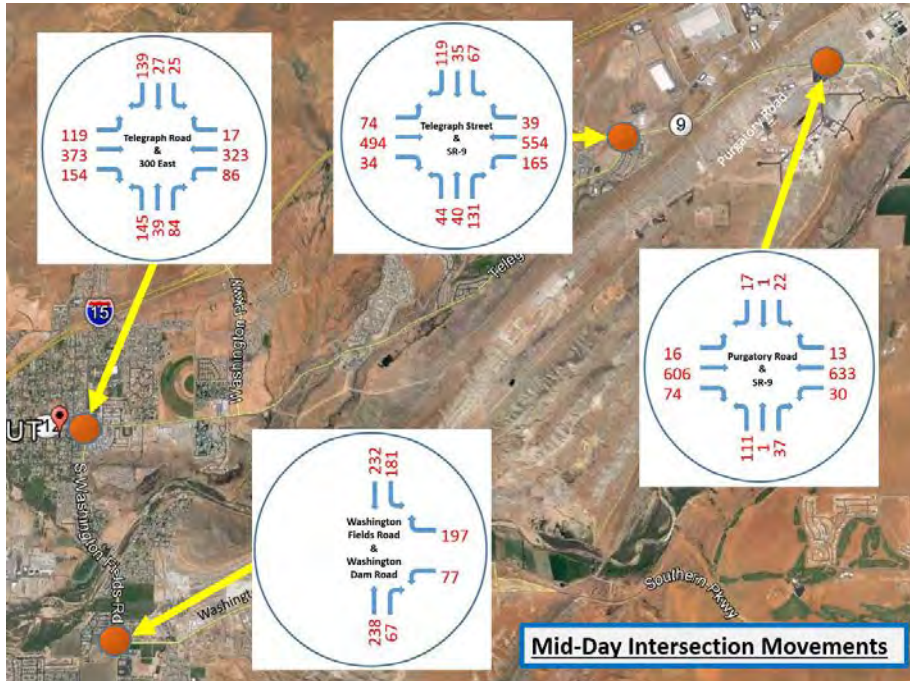 139
27
25
Telegraph Road
&
300 East
119
373
154
17
323
86
145
39
84
119
35
67
Telegraph Street
&
SR-9
74
494
34
39
554
165
44
40
131
9
Purgatory Road
17
1
22
Purgatory Road
&
SR-9
16
606
74
13
633
30
111
1
37
15
Washington Pkwy
Teleg
UT
12
S Washington Fields Rd
232
181
Washington
Fields Road
&
Washington
Dam Road
197
77
238
67
Washington
Southern Pkwy
Mid-Day Intersection Movements